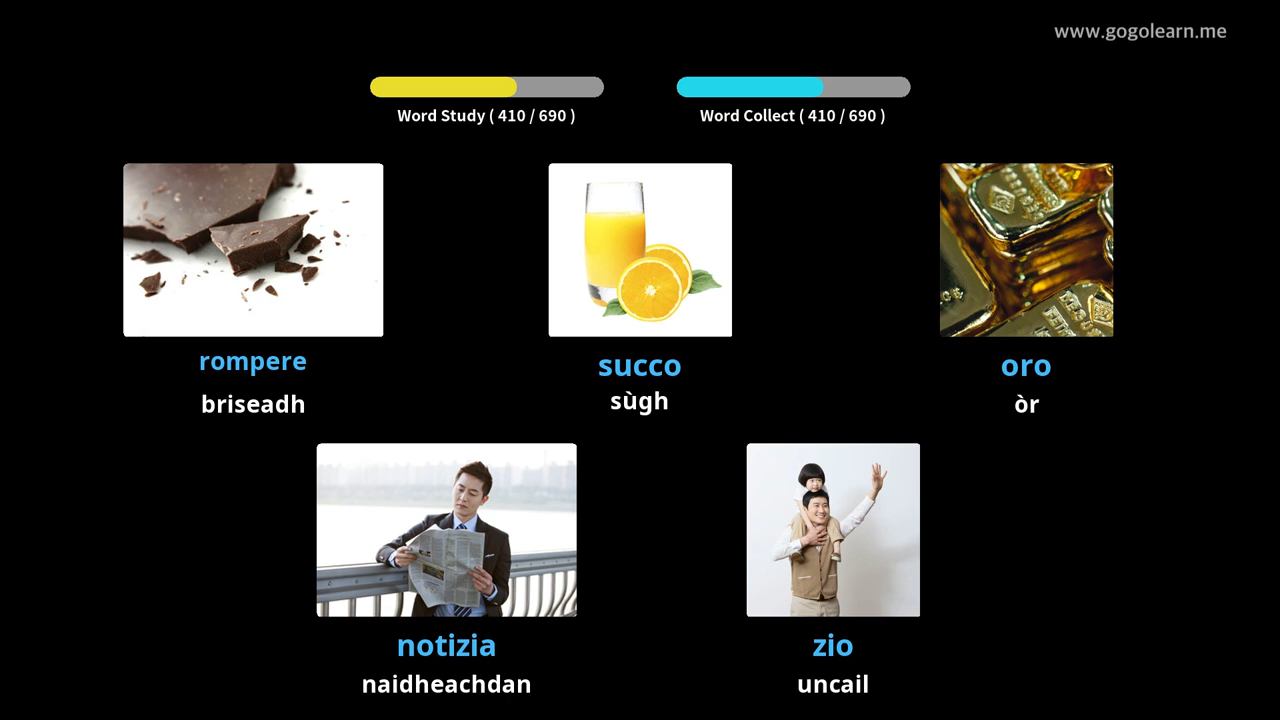 www.gogolearn.me
Word Study ( 410 / 690 )
Word Collect ( 410 / 690 )
rompere
briseadh
succo
sùgh
oro
òr
notizia
naidheachdan
zio
uncail